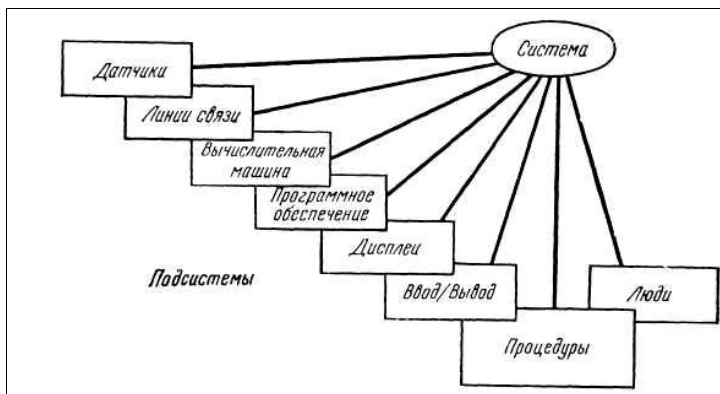 Система
Датчики
Линии связи
Вычислительная
машина
Программное
обеспечение
Дисплеи
Подсистемы
Ввод/Вывод
Люди
Процедуры